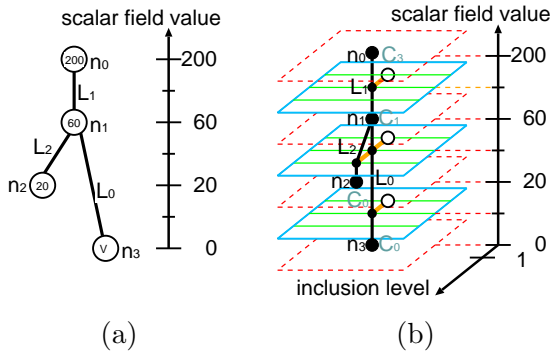 scalar field value
200 n0 200
L1
60 n1 60
L2
n2 20 L0 20
V n3 0
(a)
scalar field value
n0 C3 200
L1
n1 C1 60
L2
n2 L0 20
C0
n3 C0 0
1
inclusion level
(b)